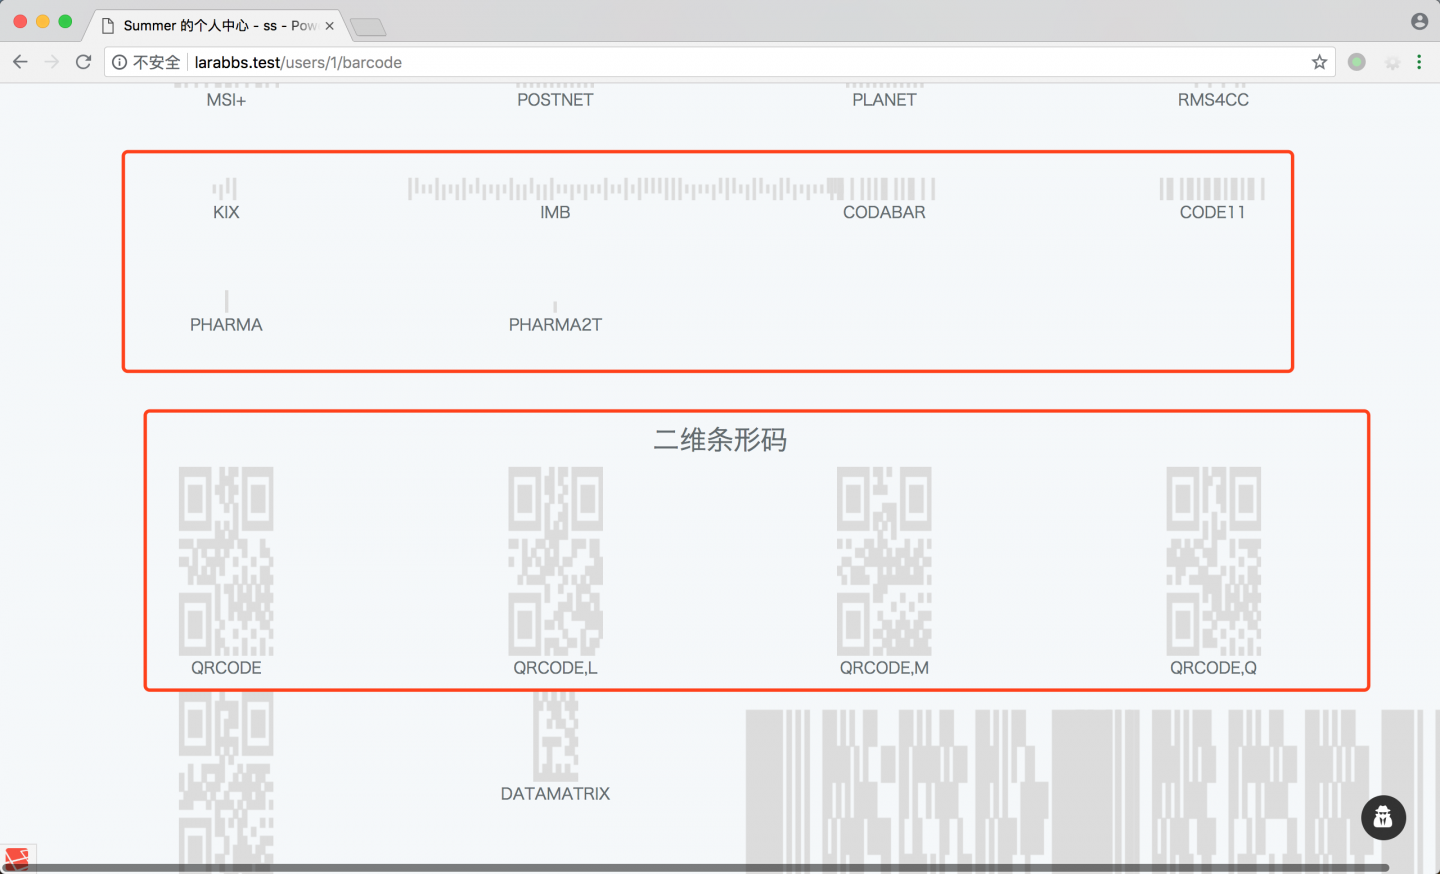 Summer 的个人中心 - ss - Pow
不安全 larabbs.test/users/1/barcode
MSI+ POSTNET PLANET RMS4CC
KIX IMB CODABAR CODE11
PHARMA PHARMA2T
二维条形码
QRCODE QRCODE,L QRCODE,M QRCODE,Q
DATAMATRIX